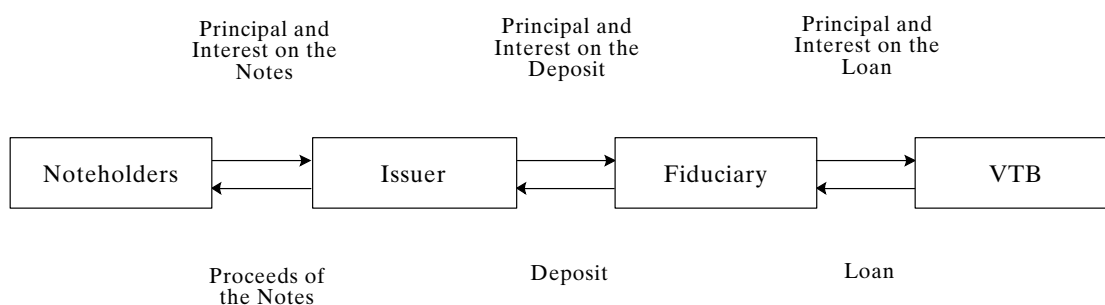 Principal and
Interest on the
Notes
Principal and
Interest on the
Deposit
Principal and
Interest on the
Loan
Noteholders
Issuer
Fiduciary
VTB
Proceeds of
the Notes
Deposit
Loan